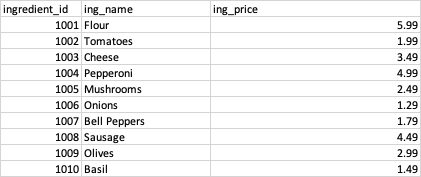 ingredient_id ing_name ing_price
1001 Flour 5.99
1002 Tomatoes 1.99
1003 Cheese 3.49
1004 Pepperoni 4.99
1005 Mushrooms 2.49
1006 Onions 1.29
1007 Bell Peppers 1.79
1008 Sausage 4.49
1009 Olives 2.99
1010 Basil 1.49